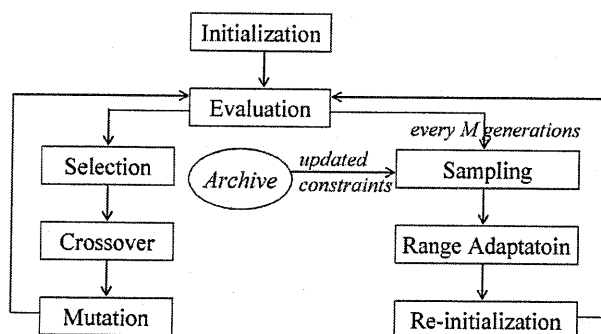 Initialization
Evaluation
every M generations
Selection
Archive
updated
constraints
Sampling
Crossover
Range Adaptatoin
Mutation
Re-initialization